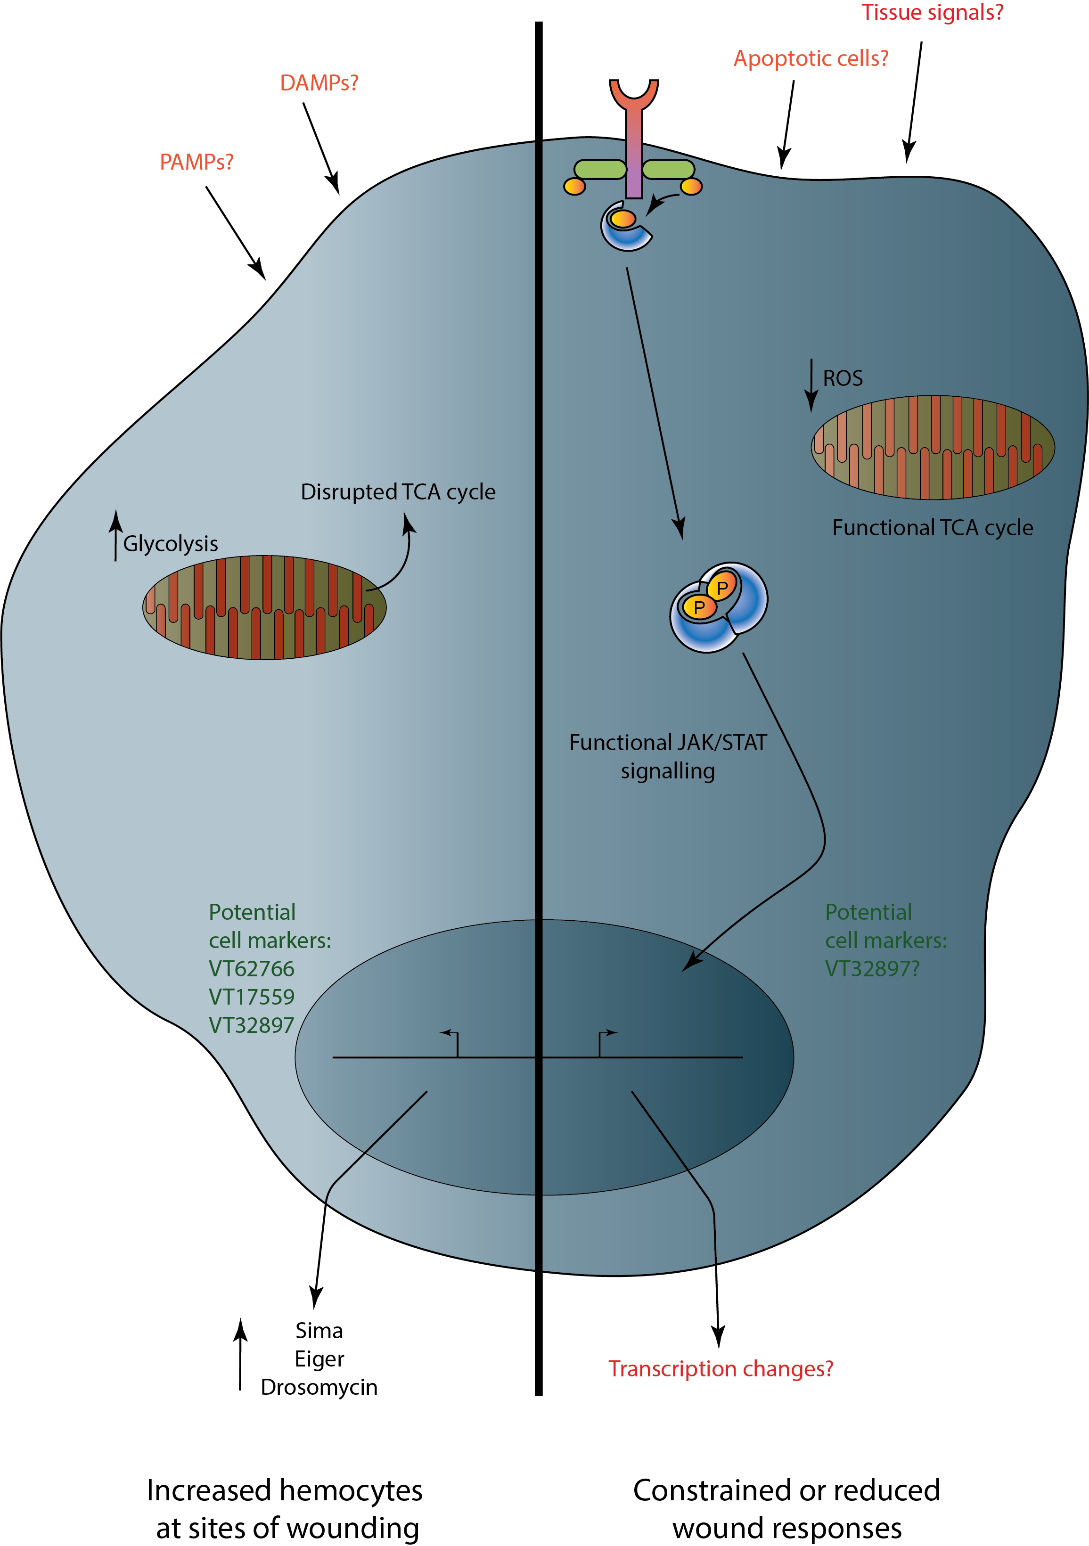 Tissue signals?
Apoptotic cells?
DAMPs?
PAMPs?
ROS
Functional TCA cycle
Disrupted TCA cycle
Glycolysis
P
P
Functional JAK/STAT
signalling
Potential
cell markers:
VT62766
VT17559
VT32897
Potential
cell markers:
VT32897?
Sima
Eiger
Drosomycin
Transcription changes?
Increased hemocytes
at sites of wounding
Constrained or reduced
wound responses